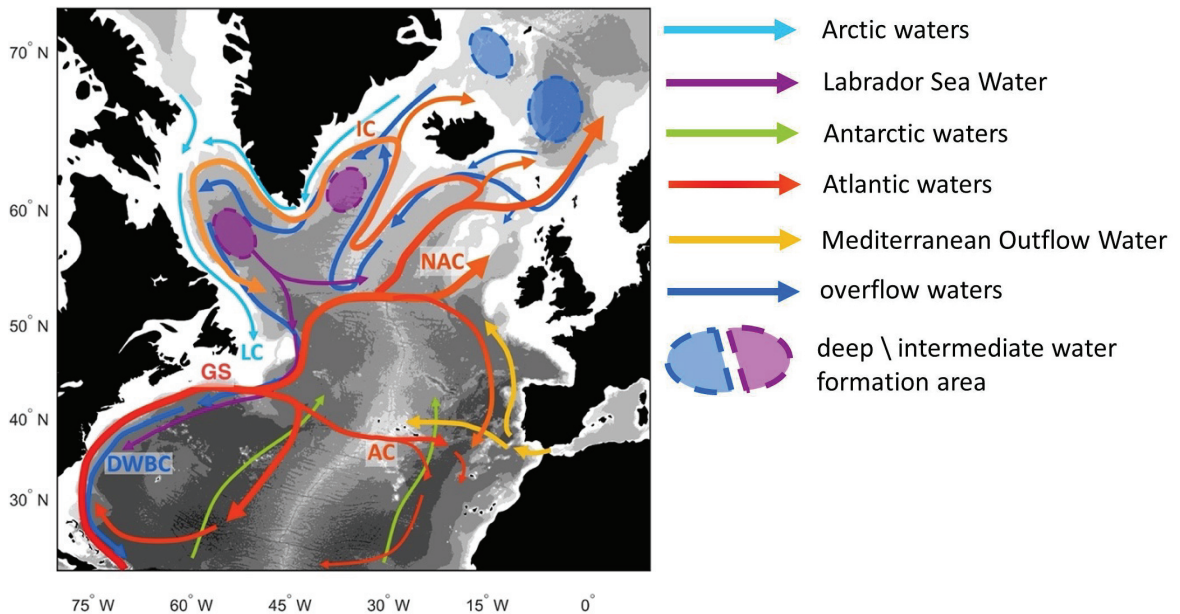 70° N
60° N
50° N
40° N
30° N
75° W
60° W
45° W
30° W
15° W
0°
IC
NAC
LC
GS
DWBC
AC
Arctic waters
Labrador Sea Water
Antarctic waters
Atlantic waters
Mediterranean Outflow Water
overflow waters
deep \ intermediate water
formation area